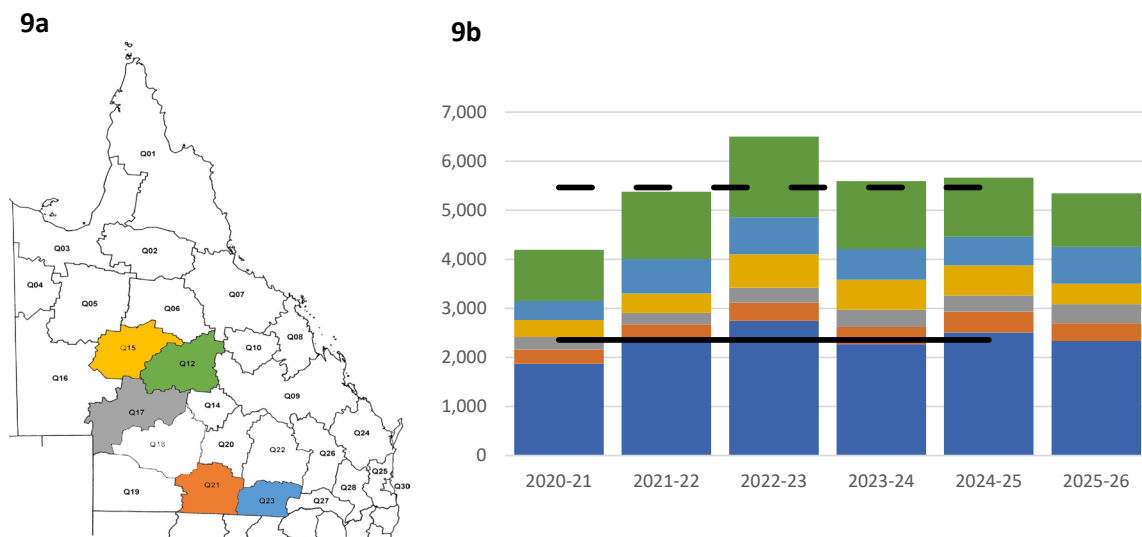 9a
9b
Q01
Q03
Q02
Q04
Q05
Q06
Q07
Q15
Q12
Q10
Q08
Q16
Q17
Q14
Q09
Q18
Q20
Q22
Q26
Q24
Q25
Q19
Q21
Q23
Q27
Q28
Q30
7,000
6,000
5,000
4,000
3,000
2,000
1,000
0
2020-21 2021-22 2022-23 2023-24 2024-25 2025-26